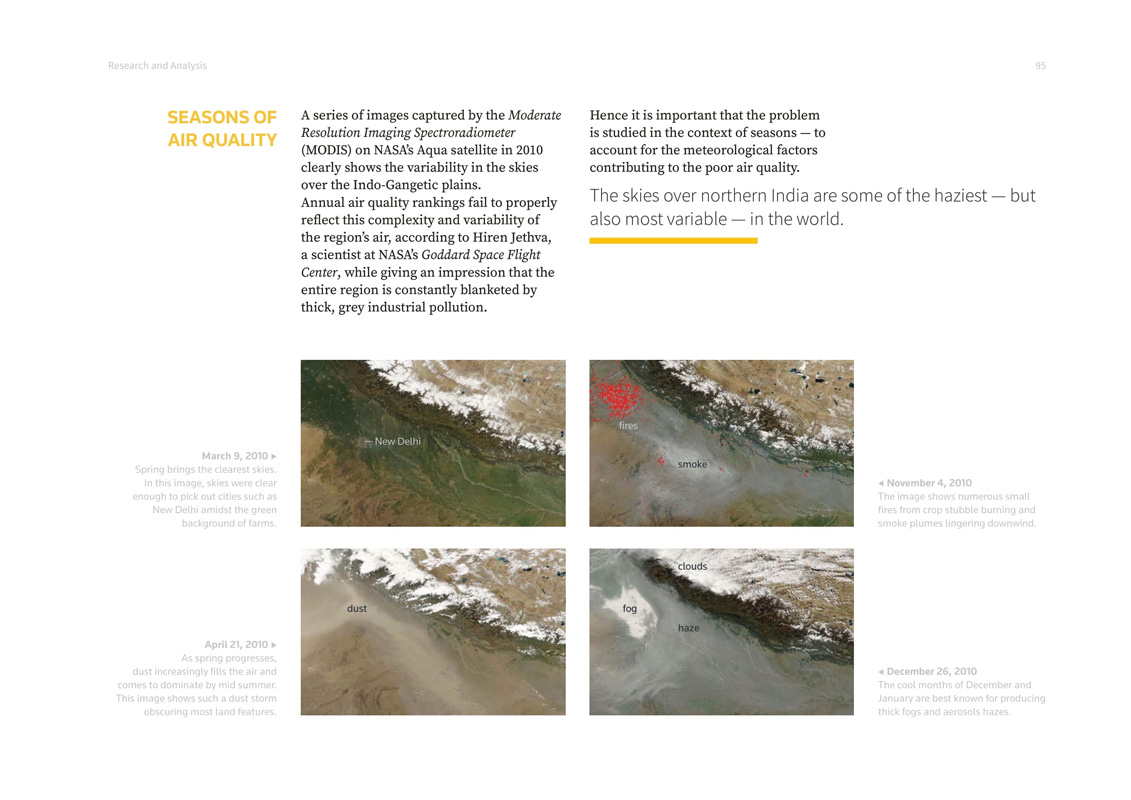 Research and Analysis
95
SEASONS OF
AIR QUALITY
A series of images captured by the Moderate
Resolution Imaging Spectroradiometer
(MODIS) on NASA’s Aqua satellite in 2010
clearly shows the variability in the skies
over the Indo-Gangetic plains.
Annual air quality rankings fail to properly
reflect this complexity and variability of
the region’s air, according to Hiren Jethva,
a scientist at NASA’s Goddard Space Flight
Center, while giving an impression that the
entire region is constantly blanketed by
thick, grey industrial pollution.
Hence it is important that the problem
is studied in the context of seasons — to
account for the meteorological factors
contributing to the poor air quality.
The skies over northern India are some of the haziest — but
also most variable — in the world.
— New Delhi
March 9, 2010 ▸
Spring brings the clearest skies.
In this image, skies were clear
enough to pick out cities such as
New Delhi amidst the green
background of farms.
fires
smoke
◂ November 4, 2010
The image shows numerous small
fires from crop stubble burning and
smoke plumes lingering downwind.
dust
April 21, 2010 ▸
As spring progresses,
dust increasingly fills the air and
comes to dominate by mid summer.
This image shows such a dust storm
obscuring most land features.
clouds
fog
haze
◂ December 26, 2010
The cool months of December and
January are best known for producing
thick fogs and aerosols hazes.